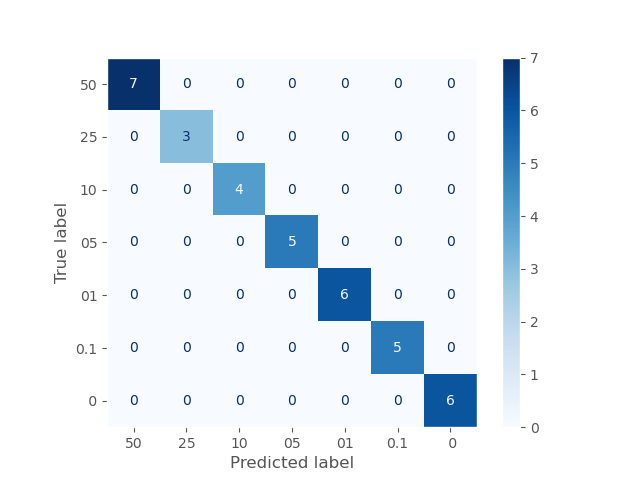 50 7 0 0 0 0 0 0
25 0 3 0 0 0 0 0
10 0 0 4 0 0 0 0
05 0 0 0 5 0 0 0
01 0 0 0 0 6 0 0
0.1 0 0 0 0 0 5 0
0 0 0 0 0 0 0 6
50 25 10 05 01 0.1 0
Predicted label
True label
7
6
5
4
3
2
1
0